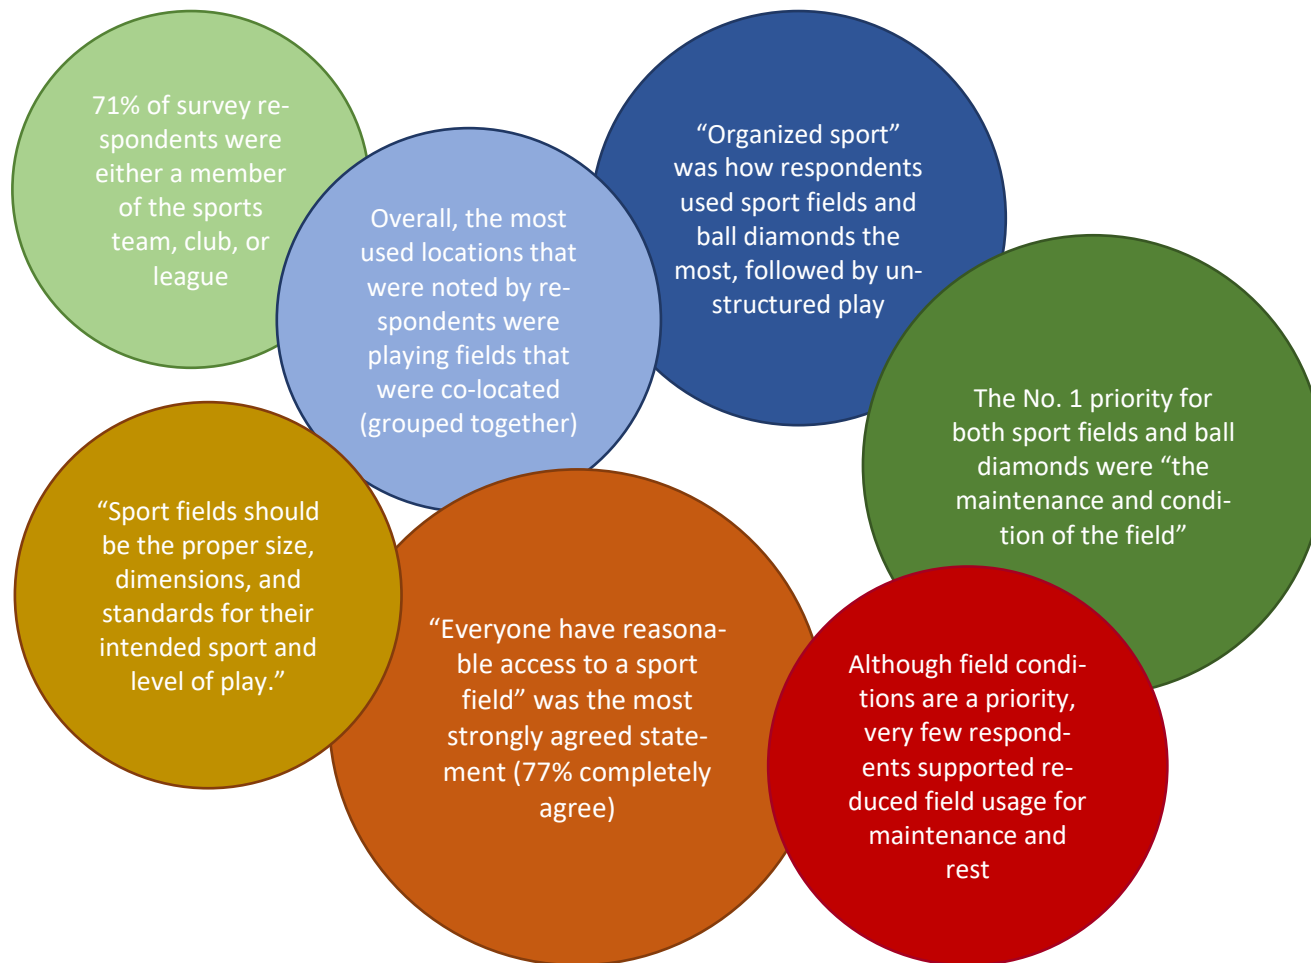 71% of survey re-
spondents were
either a member
of the sports
team, club, or
league
Overall, the most
used locations that
were noted by re-
spondents were
playing fields that
were co-located
(grouped together)
“Organized sport”
was how respondents
used sport fields and
ball diamonds the
most, followed by un-
structured play
The No. 1 priority for
both sport fields and ball
diamonds were “the
maintenance and condi-
tion of the field”
“Sport fields should
be the proper size,
dimensions, and
standards for their
intended sport and
level of play.”
“Everyone have reasona-
ble access to a sport
field” was the most
strongly agreed state-
ment (77% completely
agree)
Although field condi-
tions are a priority,
very few respond-
ents supported re-
duced field usage for
maintenance and
rest